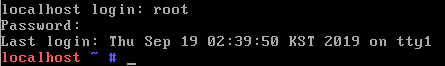 localhost login: root
Password:
Last login: Thu Sep 19 02:39:50 KST 2019 on tty1
localhost ~ # _